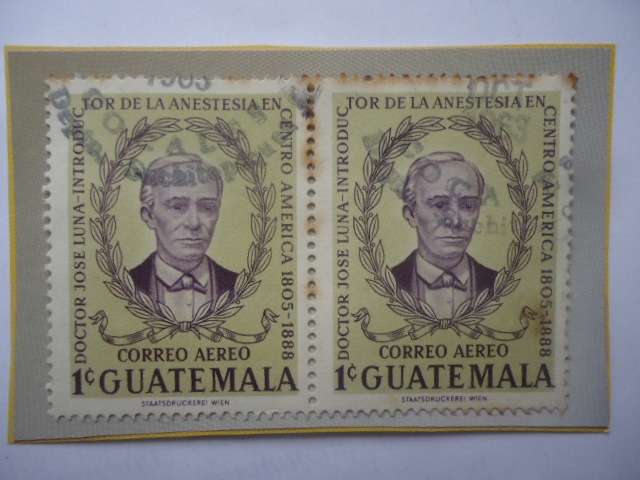 DOCTOR JOSE LUNA-INTRODUC
TOR DE LA ANESTESIA EN
CENTRO AMERICA 1805-1888
CORREO AEREO
1¢ GUATEMALA
STAATSDRUCKEREI WIEN
DOCTOR JOSE LUNA-INTRODUC
TOR DE LA ANESTESIA EN
CENTRO AMERICA 1805-1888
CORREO AEREO
1¢ GUATEMALA
STAATSDRUCKEREI WIEN
1963
OCT